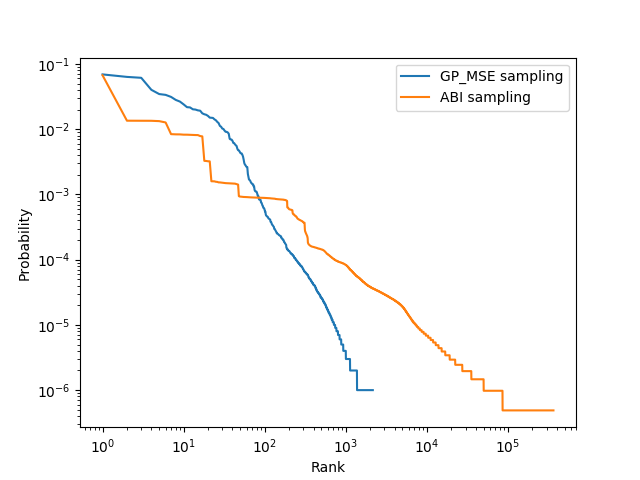 GP_MSE sampling
ABI sampling
Probability
10⁻¹
10⁻²
10⁻³
10⁻⁴
10⁻⁵
10⁻⁶
10⁰ 10¹ 10² 10³ 10⁴ 10⁵
Rank